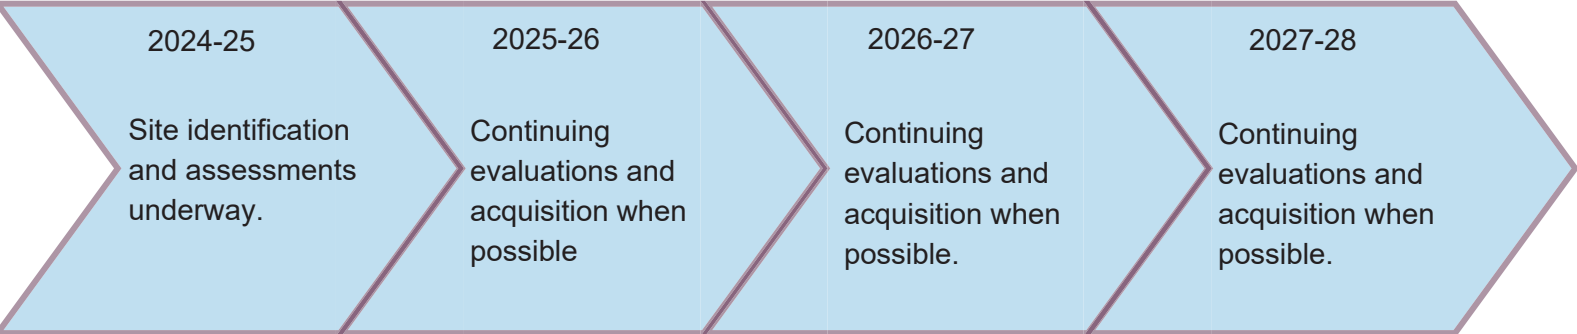 2024-25
Site identification
and assessments
underway.
2025-26
Continuing
evaluations and
acquisition when
possible
2026-27
Continuing
evaluations and
acquisition when
possible.
2027-28
Continuing
evaluations and
acquisition when
possible.